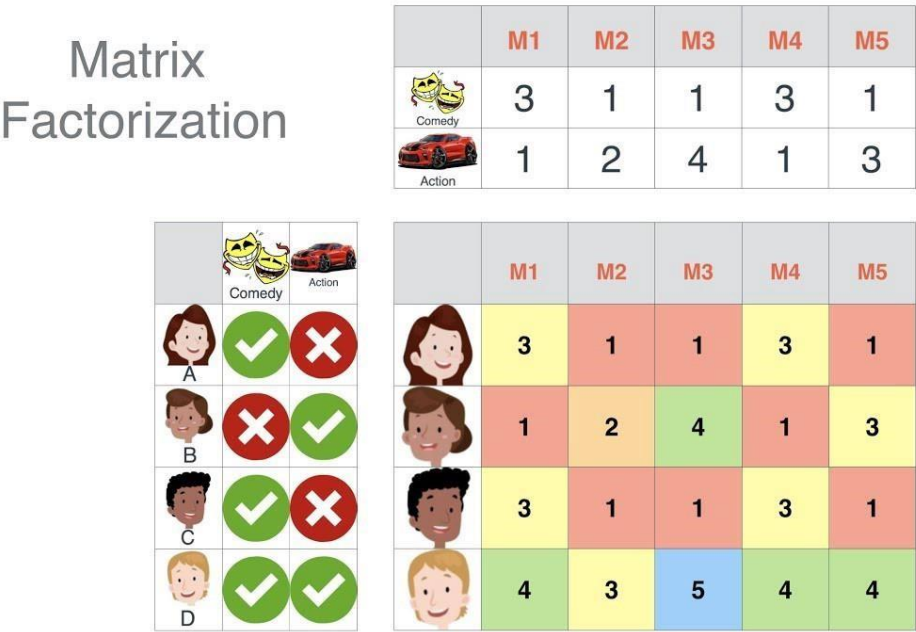 Matrix
Factorization
M1 M2 M3 M4 M5
Comedy 3 1 1 3 1
Action 1 2 4 1 3
Comedy Action
M1 M2 M3 M4 M5
A 3 1 1 3 1
B 1 2 4 1 3
C 3 1 1 3 1
D 4 3 5 4 4